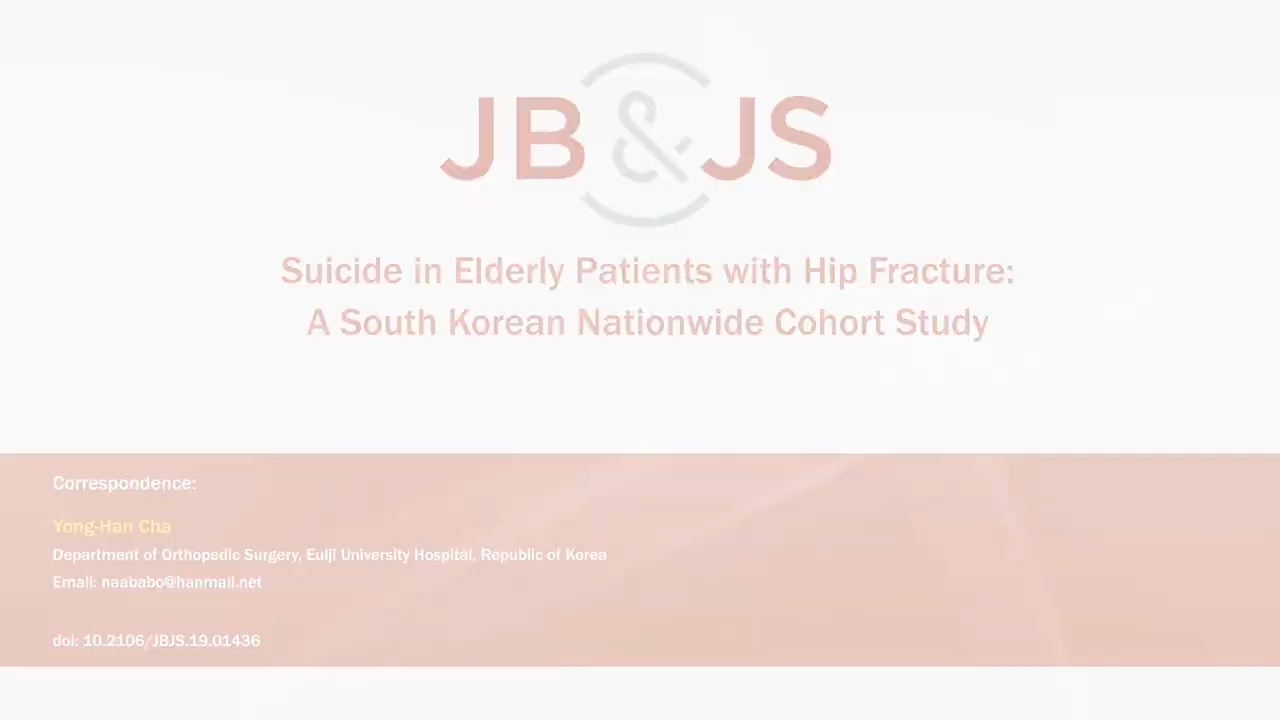 JB&JS
Suicide in Elderly Patients with Hip Fracture:
A South Korean Nationwide Cohort Study
Correspondence:
Yong-Han Cha
Department of Orthopedic Surgery, Eulji University Hospital, Republic of Korea
Email: naababo@hanmail.net
doi: 10.2106/JBJS.19.01436